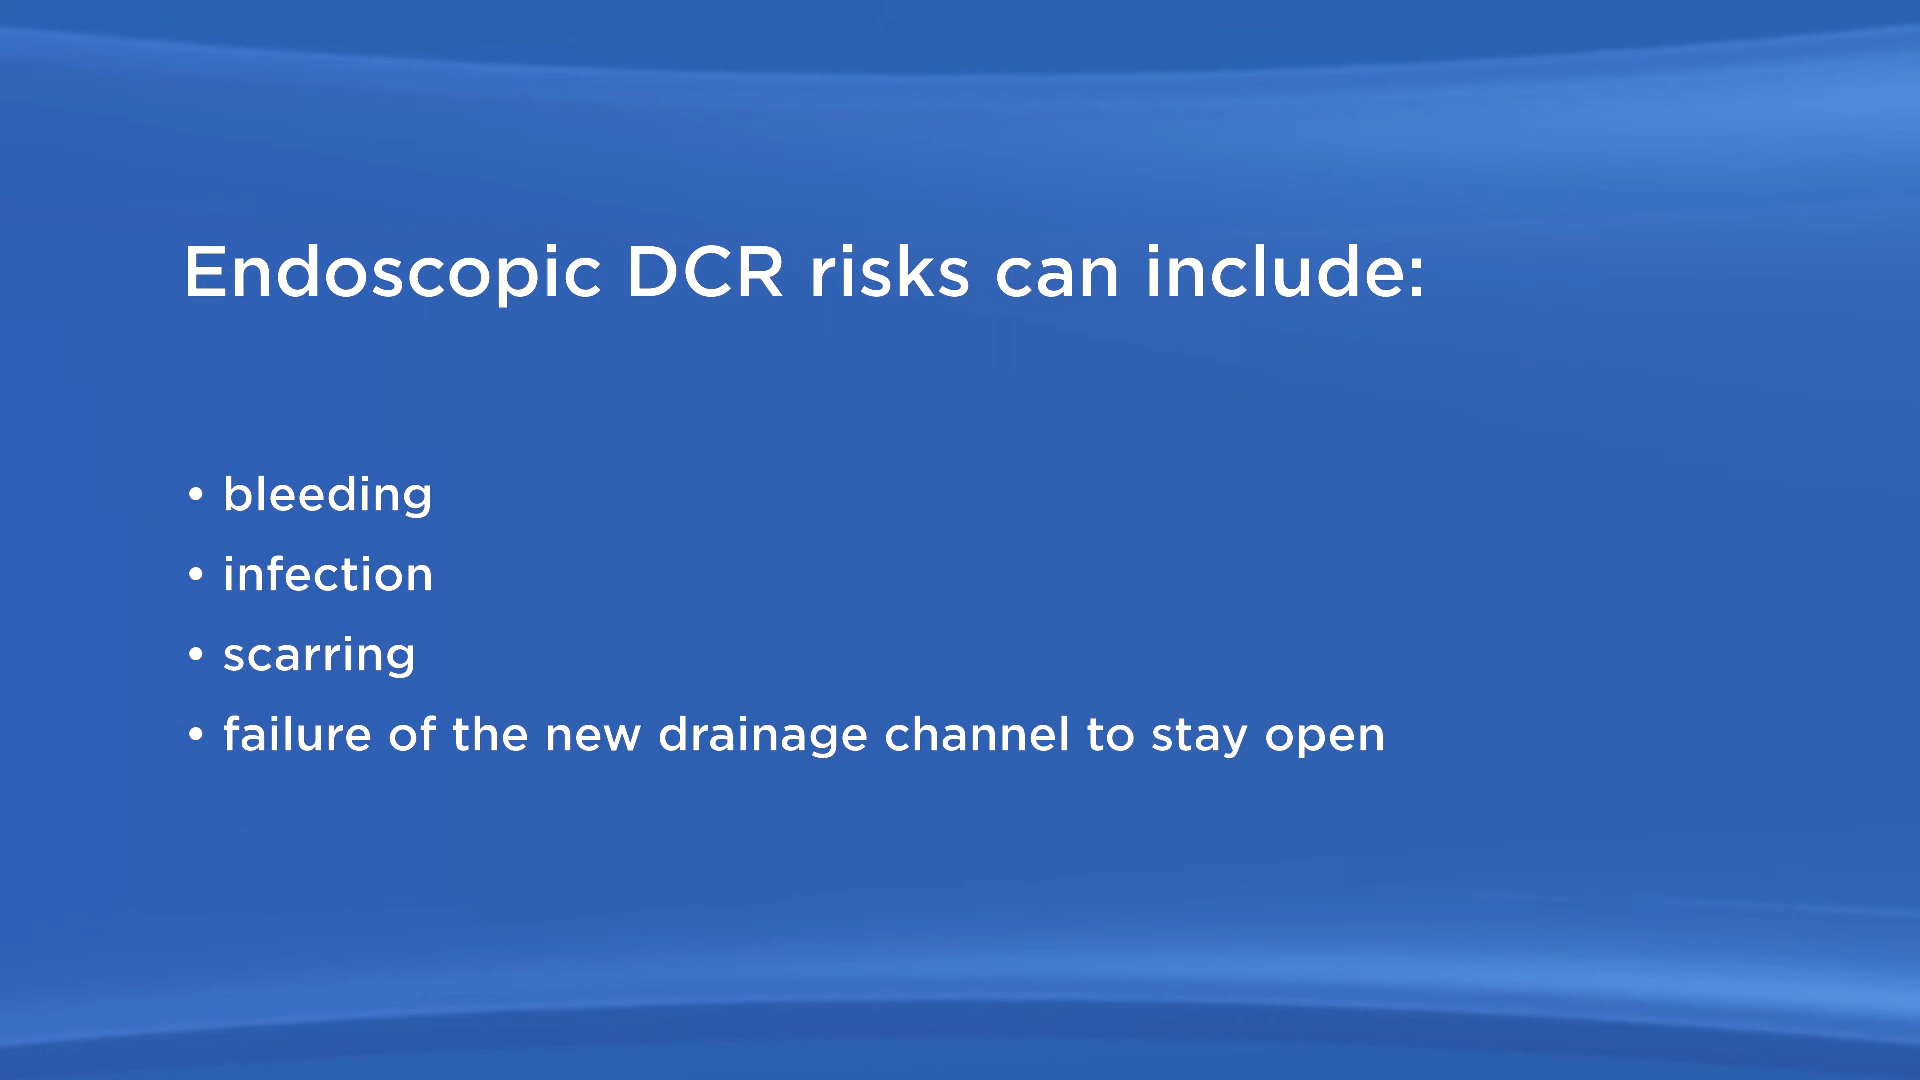 Endoscopic DCR risks can include:
• bleeding
• infection
• scarring
• failure of the new drainage channel to stay open